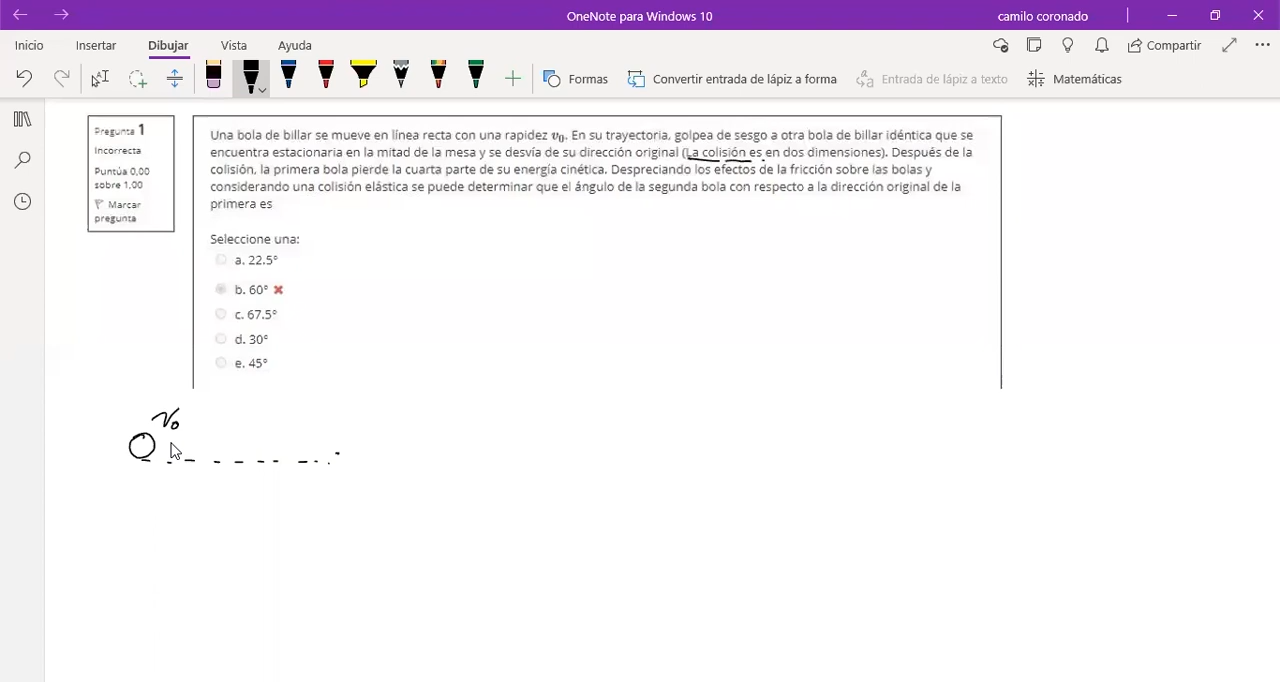 OneNote para Windows 10
camilo coronado
Inicio
Insertar
Dibujar
Vista
Ayuda
Compartir
Formas
Convertir entrada de lápiz a forma
Entrada de lápiz a texto
Matemáticas
Pregunta 1
Incorrecta
Puntúa 0,00
sobre 1,00
Marcar
pregunta
Una bola de billar se mueve en línea recta con una rapidez v₀. En su trayectoria, golpea de sesgo a otra bola de billar idéntica que se
encuentra estacionaria en la mitad de la mesa y se desvía de su dirección original (La colisión es en dos dimensiones). Después de la
colisión, la primera bola pierde la cuarta parte de su energía cinética. Despreciando los efectos de la fricción sobre las bolas y
considerando una colisión elástica se puede determinar que el ángulo de la segunda bola con respecto a la dirección original de la
primera es
Seleccione una:
a. 22.5°
b. 60°
c. 67.5°
d. 30°
e. 45°
V₀